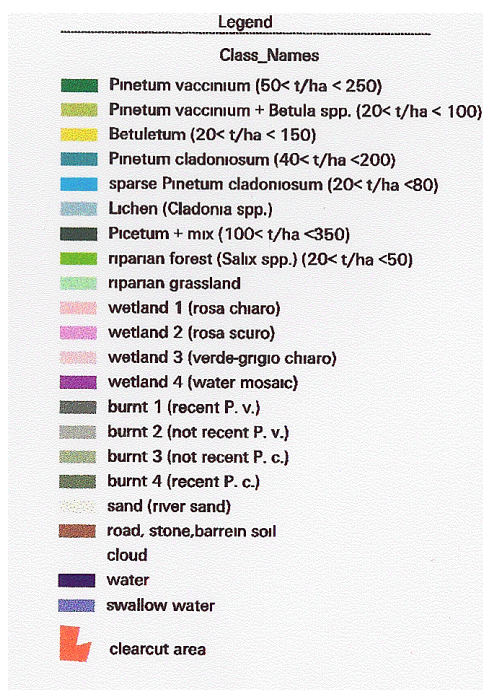 Legend
Class_Names
Pinetum vaccinium (50< t/ha < 250)
Pinetum vaccinium + Betula spp. (20< t/ha < 100)
Betuletum (20< t/ha < 150)
Pinetum cladoniosum (40< t/ha <200)
sparse Pinetum cladoniosum (20< t/ha <80)
Lichen (Cladonia spp.)
Picetum + mix (100< t/ha <350)
riparian forest (Salix spp.) (20< t/ha <50)
riparian grassland
wetland 1 (rosa chiaro)
wetland 2 (rosa scuro)
wetland 3 (verde-grigio chiaro)
wetland 4 (water mosaic)
burnt 1 (recent P. v.)
burnt 2 (not recent P. v.)
burnt 3 (not recent P. c.)
burnt 4 (recent P. c.)
sand (river sand)
road, stone,barrein soil
cloud
water
swallow water
clearcut area